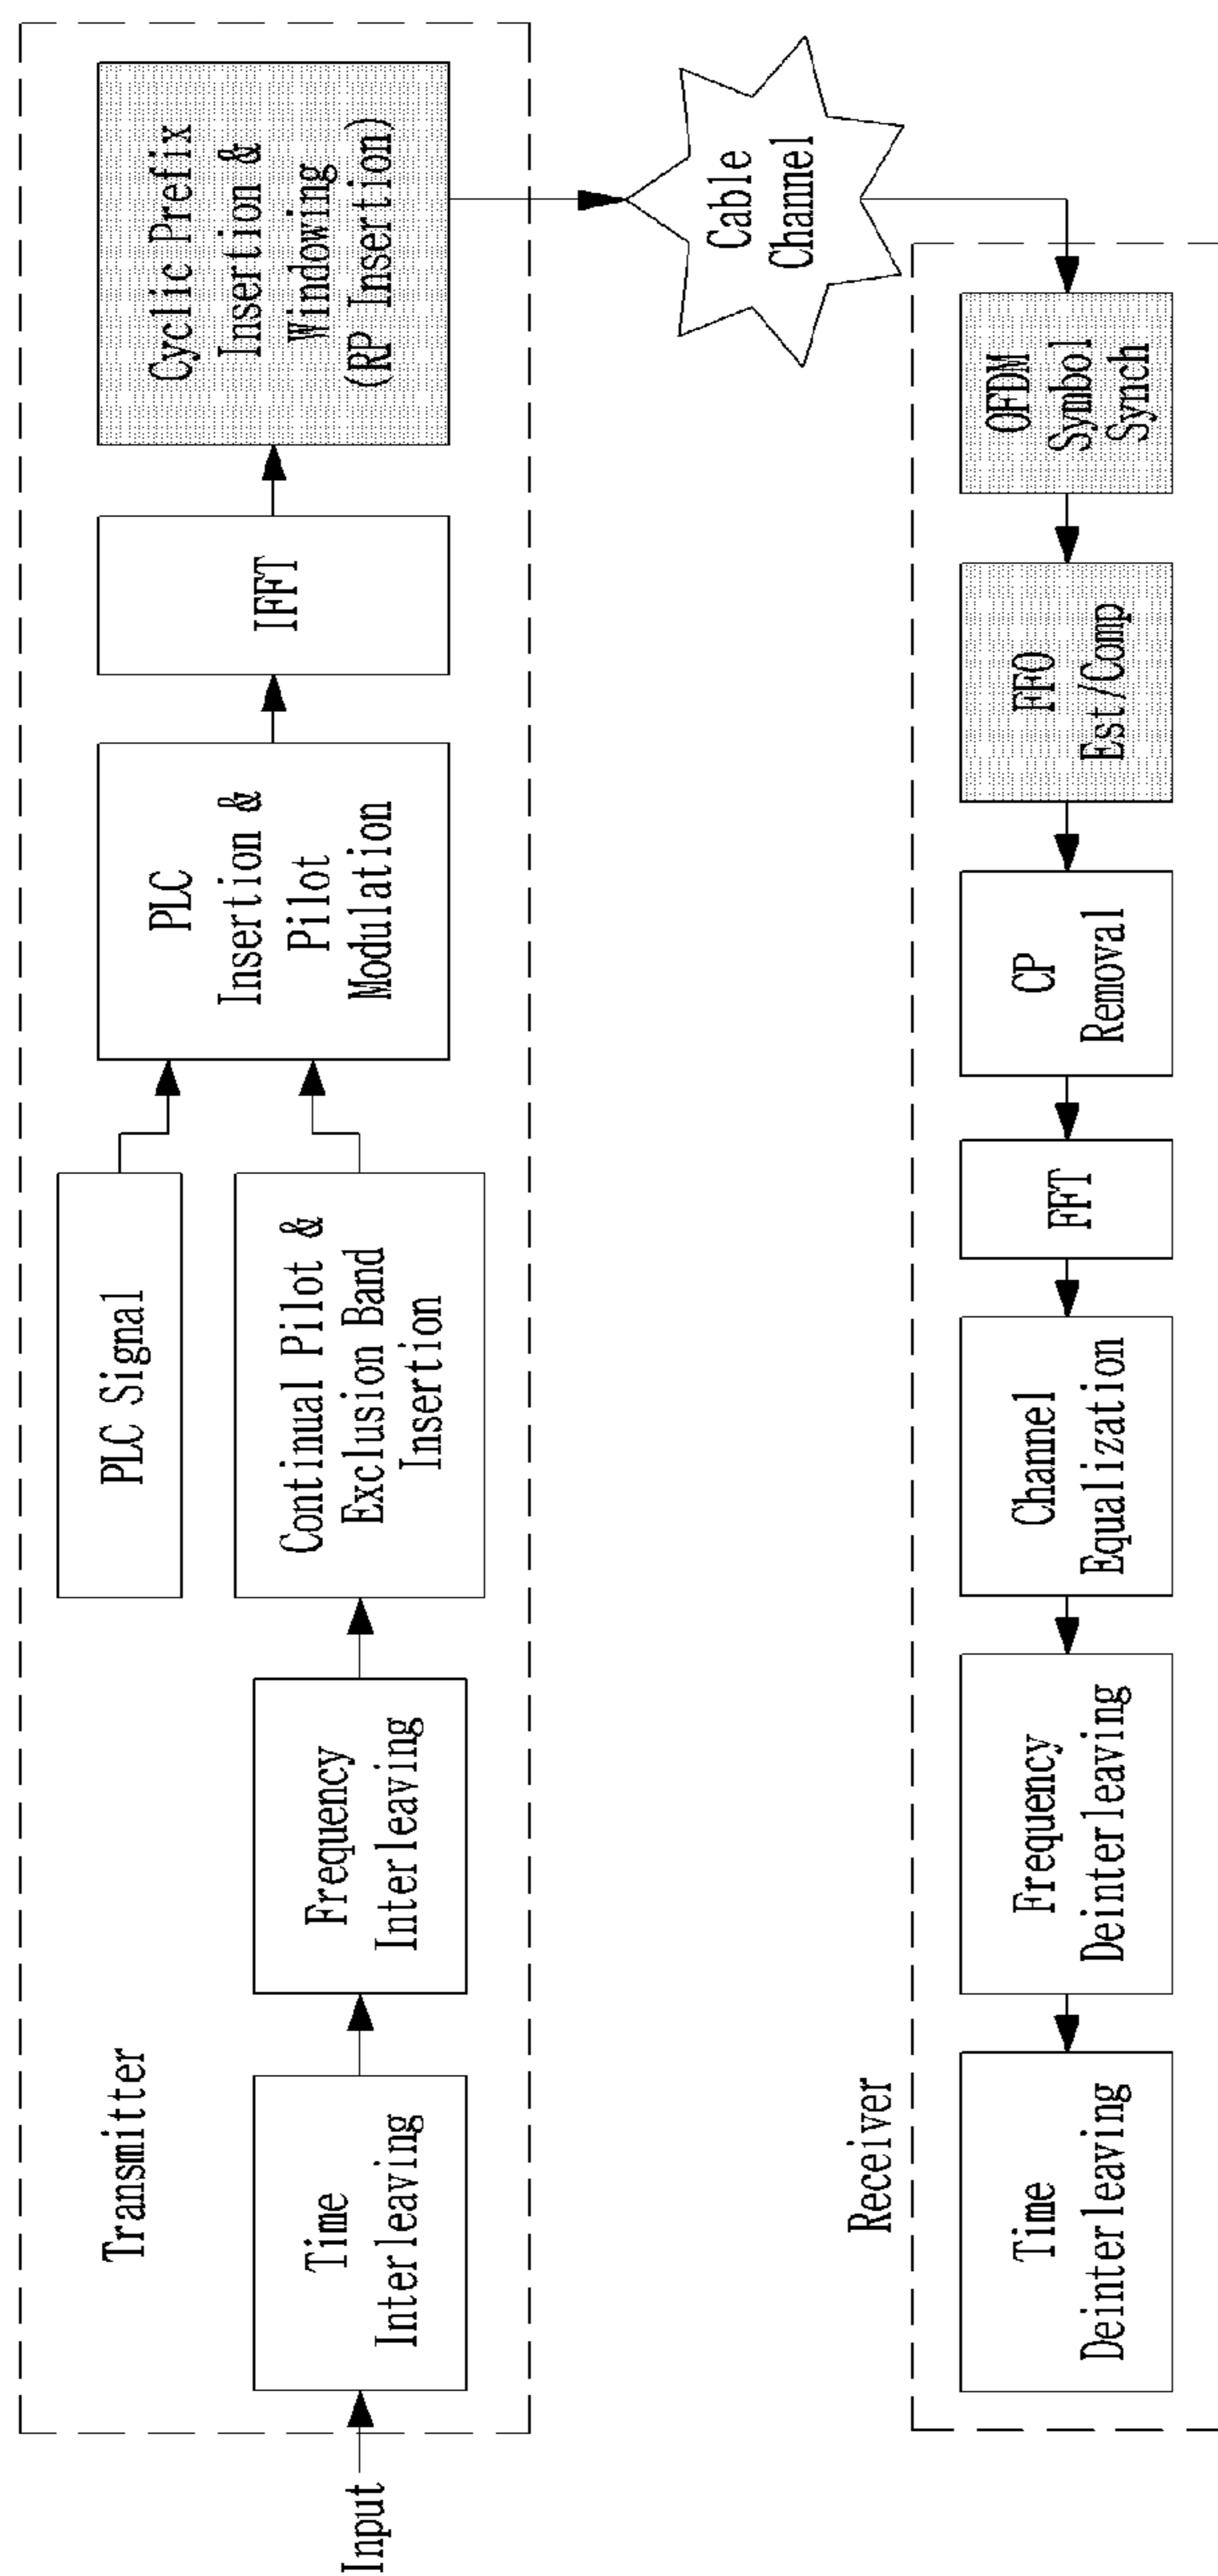 Transmitter
Input
Time
Interleaving
Frequency
Interleaving
PLC Signal
Continual Pilot &
Exclusion Band
Insertion
PLC
Insertion &
Pilot
Modulation
IFFT
Cyclic Prefix
Insertion &
Windowing
(RP Insertion)
Cable
Channel
Receiver
OFDM
Symbol
Synch
FFO
Est/Comp
CP
Removal
FFT
Channel
Equalization
Frequency
Deinterleaving
Time
Deinterleaving